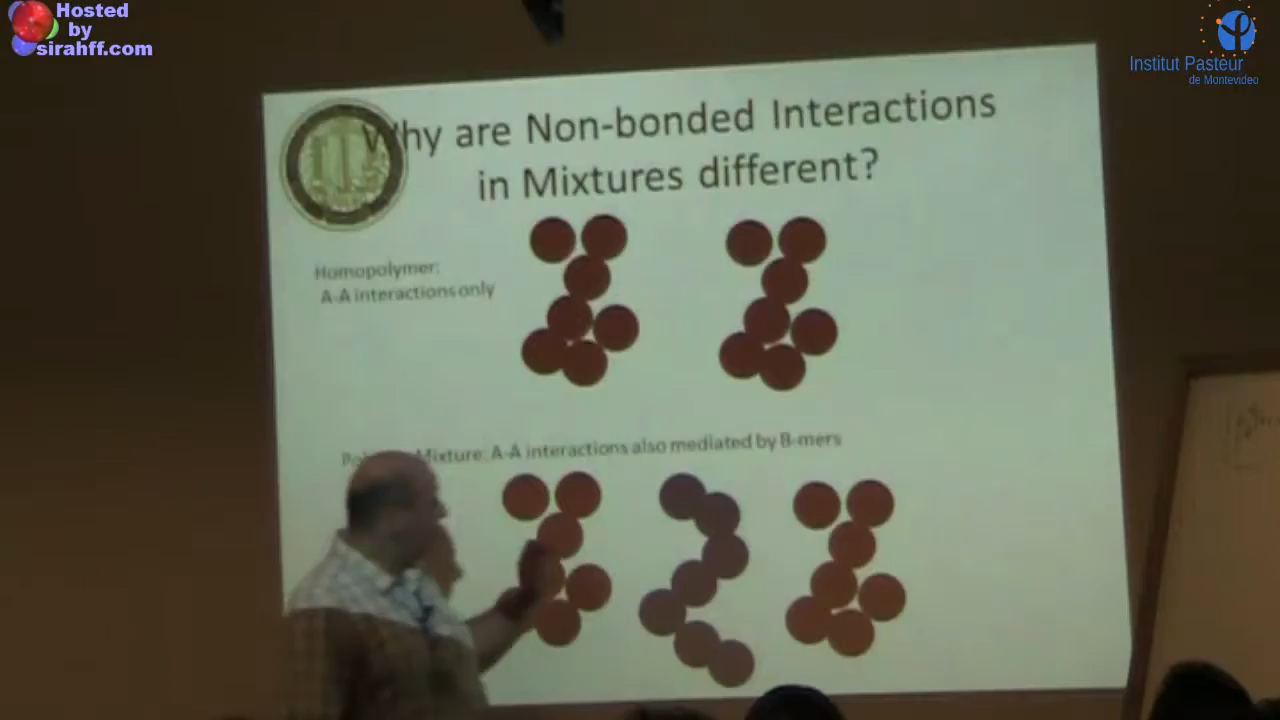 Hosted
by
sirahff.com
Institut Pasteur
de Montevideo
Why are Non-bonded Interactions
in Mixtures different?
Homopolymer:
A-A interactions only
Mixture: A-A interactions also mediated by B-mers